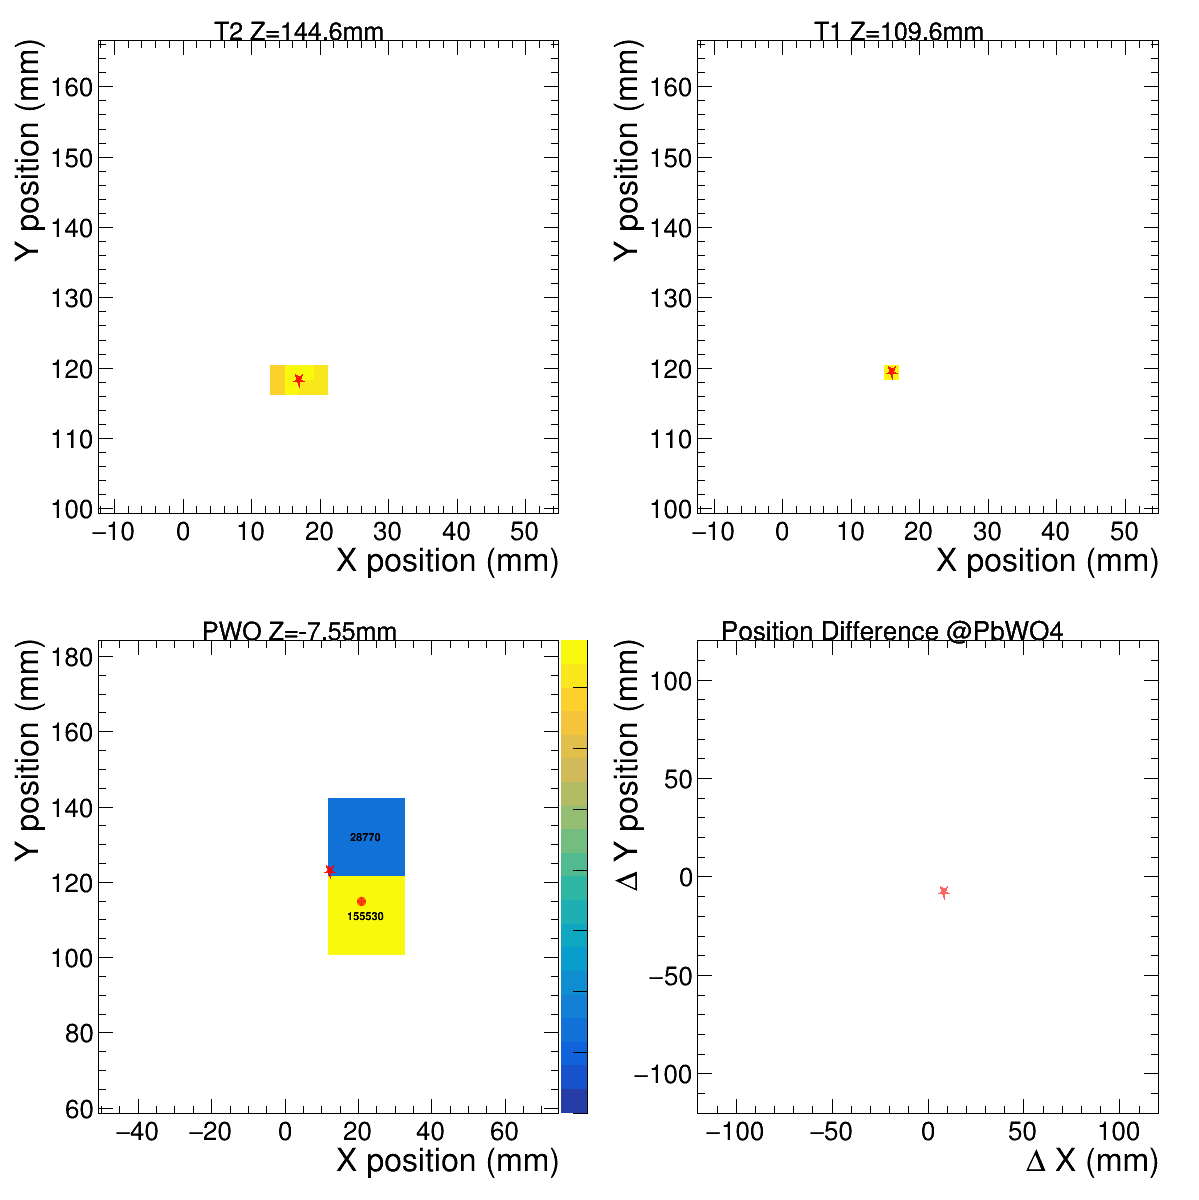 T2 Z=144.6mm
Y position (mm)
160
150
140
130
120
110
100
−10 0 10 20 30 40 50
X position (mm)
T1 Z=109.6mm
Y position (mm)
160
150
140
130
120
110
100
−10 0 10 20 30 40 50
X position (mm)
PWO Z=-7.55mm
Y position (mm)
180
160
140
120
100
80
60
28770
155530
−40 −20 0 20 40 60
X position (mm)
Position Difference @PbWO4
Δ Y position (mm)
100
50
0
−50
−100
−100 −50 0 50 100
Δ X (mm)